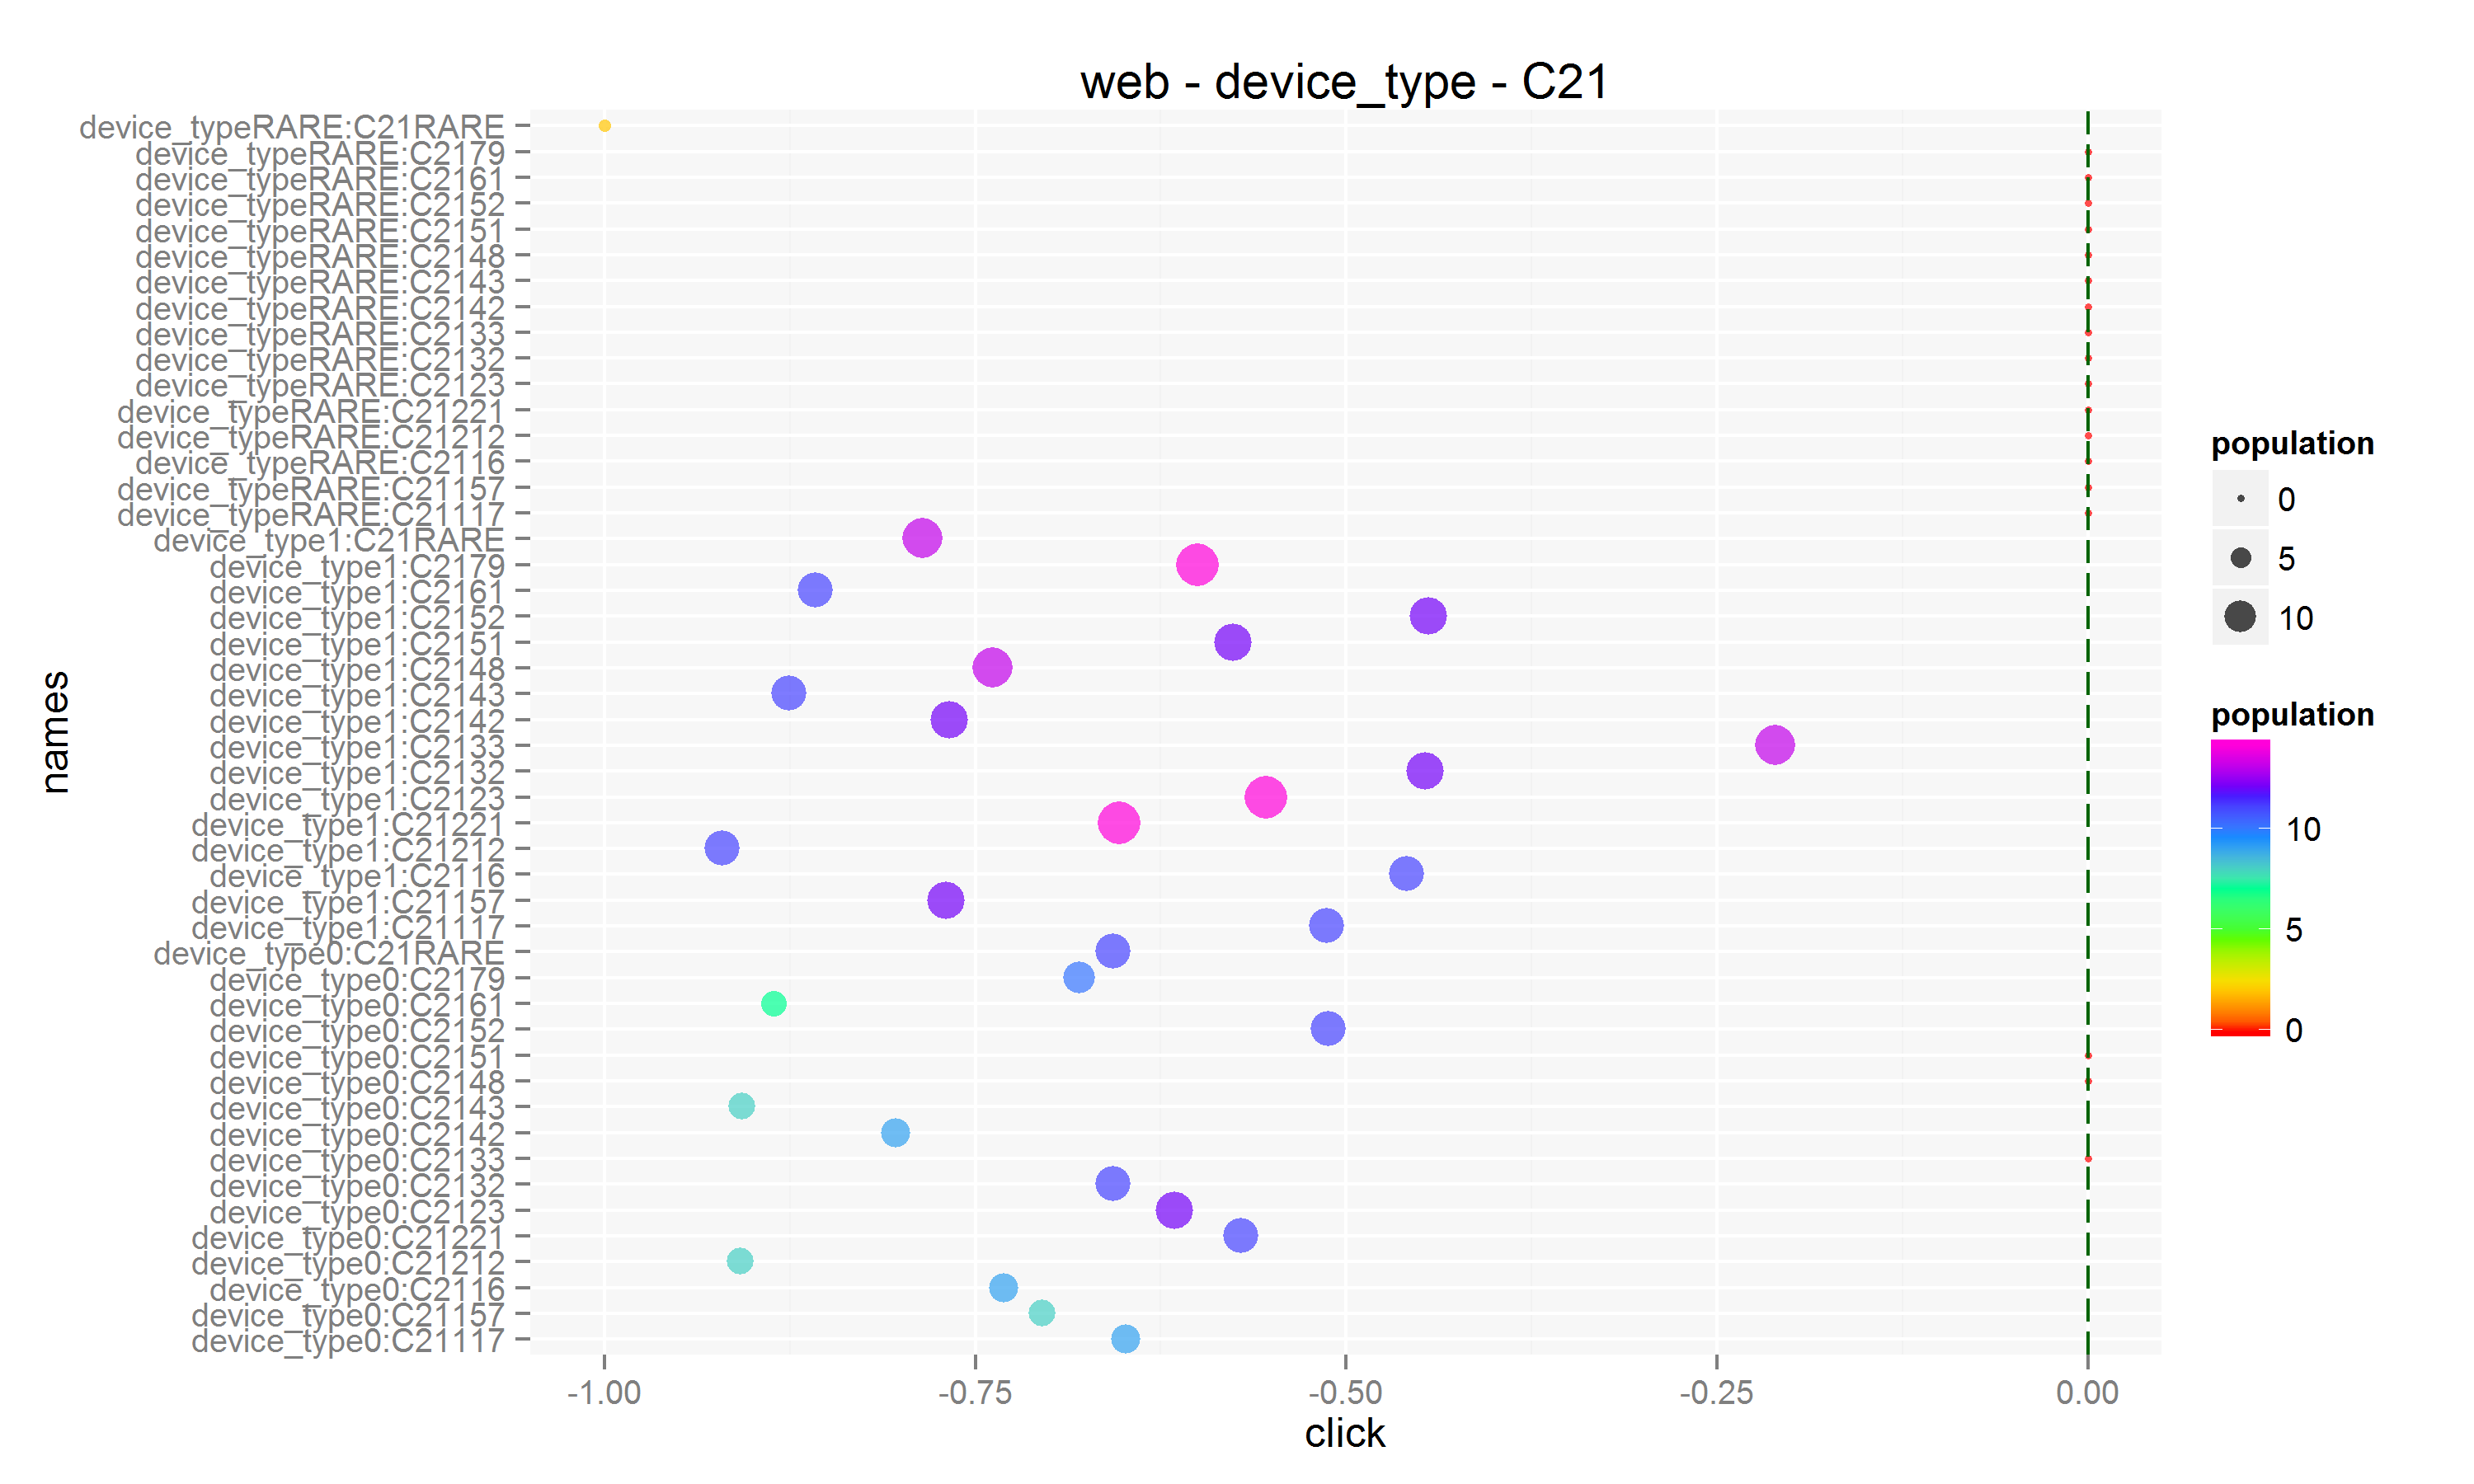 web - device_type - C21
device_typeRARE:C21RARE
device_typeRARE:C2179
device_typeRARE:C2161
device_typeRARE:C2152
device_typeRARE:C2151
device_typeRARE:C2148
device_typeRARE:C2143
device_typeRARE:C2142
device_typeRARE:C2133
device_typeRARE:C2132
device_typeRARE:C2123
device_typeRARE:C21221
device_typeRARE:C21212
device_typeRARE:C2116
device_typeRARE:C21157
device_typeRARE:C21117
device_type1:C21RARE
device_type1:C2179
device_type1:C2161
device_type1:C2152
device_type1:C2151
device_type1:C2148
device_type1:C2143
device_type1:C2142
device_type1:C2133
device_type1:C2132
device_type1:C2123
device_type1:C21221
device_type1:C21212
device_type1:C2116
device_type1:C21157
device_type1:C21117
device_type0:C21RARE
device_type0:C2179
device_type0:C2161
device_type0:C2152
device_type0:C2151
device_type0:C2148
device_type0:C2143
device_type0:C2142
device_type0:C2133
device_type0:C2132
device_type0:C2123
device_type0:C21221
device_type0:C21212
device_type0:C2116
device_type0:C21157
device_type0:C21117
names
-1.00 -0.75 -0.50 -0.25 0.00
click
population
0
5
10
population
10
5
0